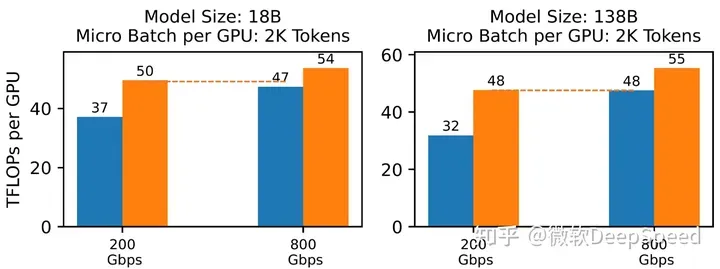 Model Size: 18B
Micro Batch per GPU: 2K Tokens
TFLOPs per GPU
40
20
0
37
50
47
54
200
Gbps
800
Gbps
Model Size: 138B
Micro Batch per GPU: 2K Tokens
60
40
20
0
32
48
48
55
200
Gbps
800
Gbps
知乎 @微软DeepSpeed